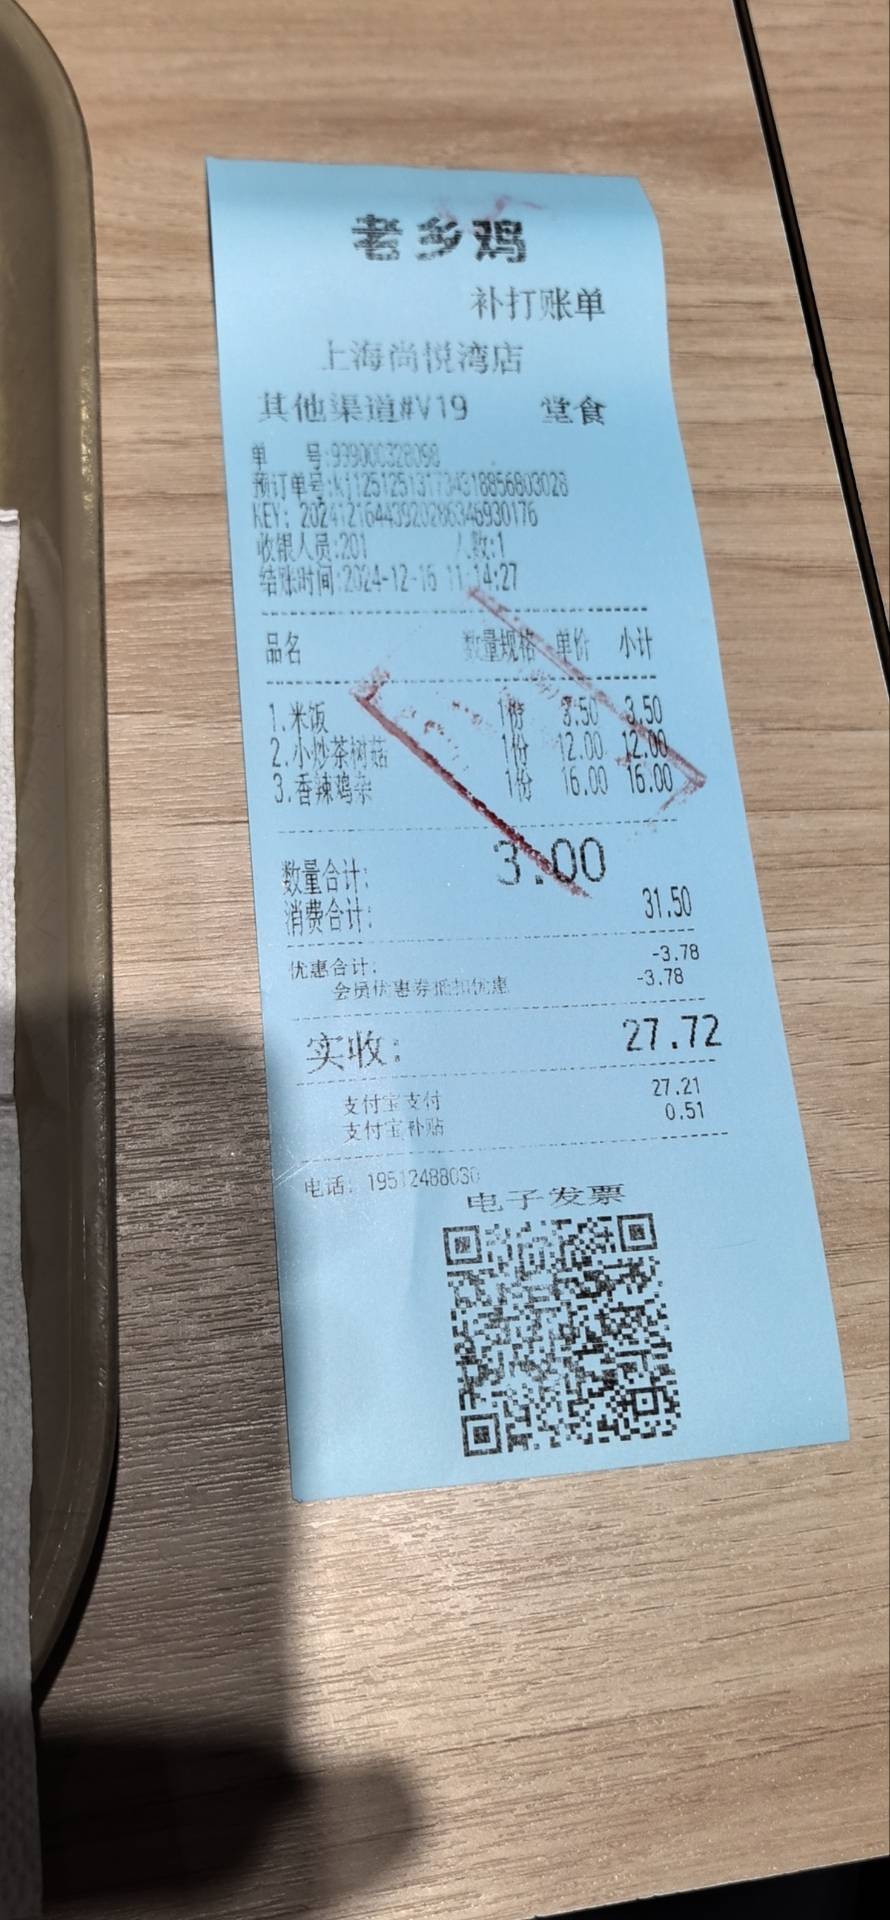 老乡鸡
补打账单
上海尚悦湾店
其他渠道#V19 堂食
单 号:999000328098
预订单号:
KEY:
收银人员:201 人数:1
结账时间:2024-12-16 11:14:27
品名 数量规格 单价 小计
1.米饭 1份 3.50 3.50
2.小炒茶树菇 1份 12.00 12.00
3.香辣鸡杂 1份 16.00 16.00
数量合计: 3.00
消费合计: 31.50
优惠合计: -3.78
会员优惠券抵扣优惠 -3.78
实收: 27.72
支付宝支付 27.21
支付宝补贴 0.51
电话: 19512488030
电子发票